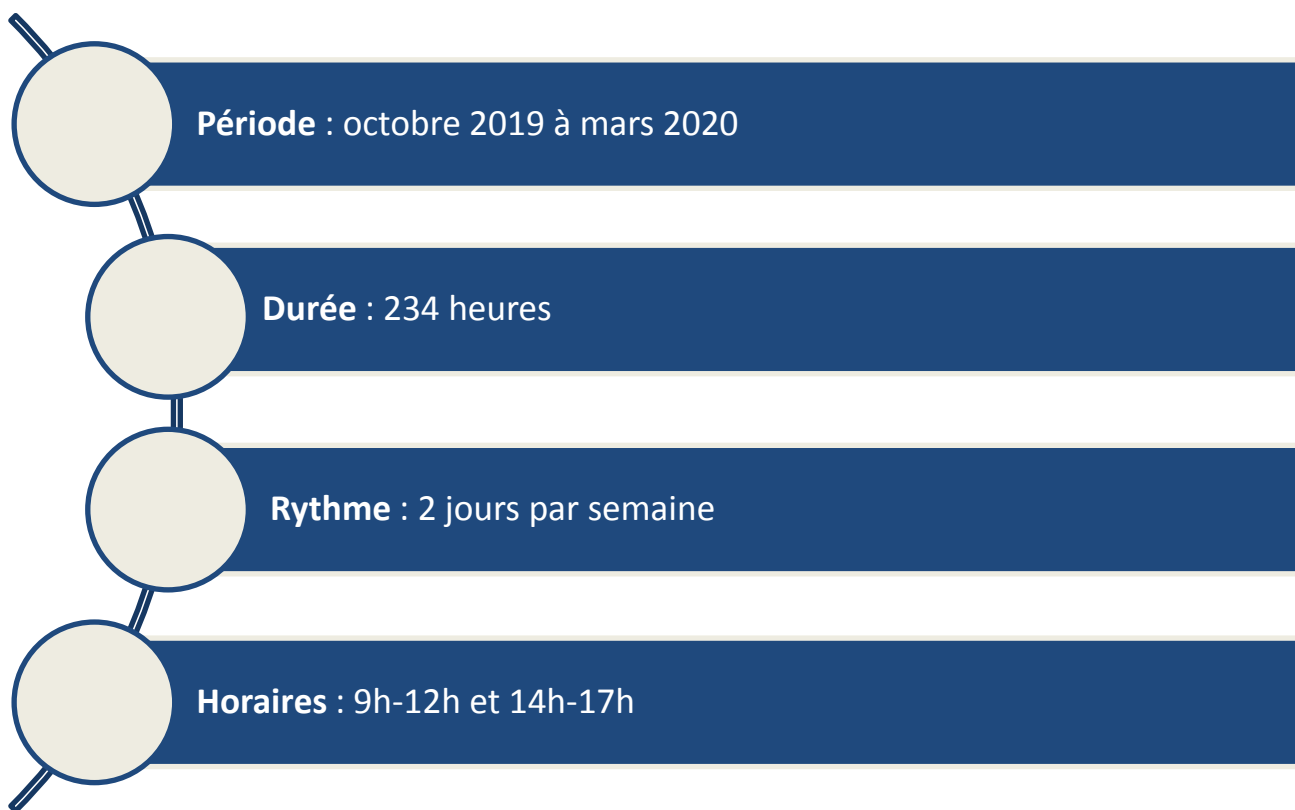 Période : octobre 2019 à mars 2020
Durée : 234 heures
Rythme : 2 jours par semaine
Horaires : 9h-12h et 14h-17h